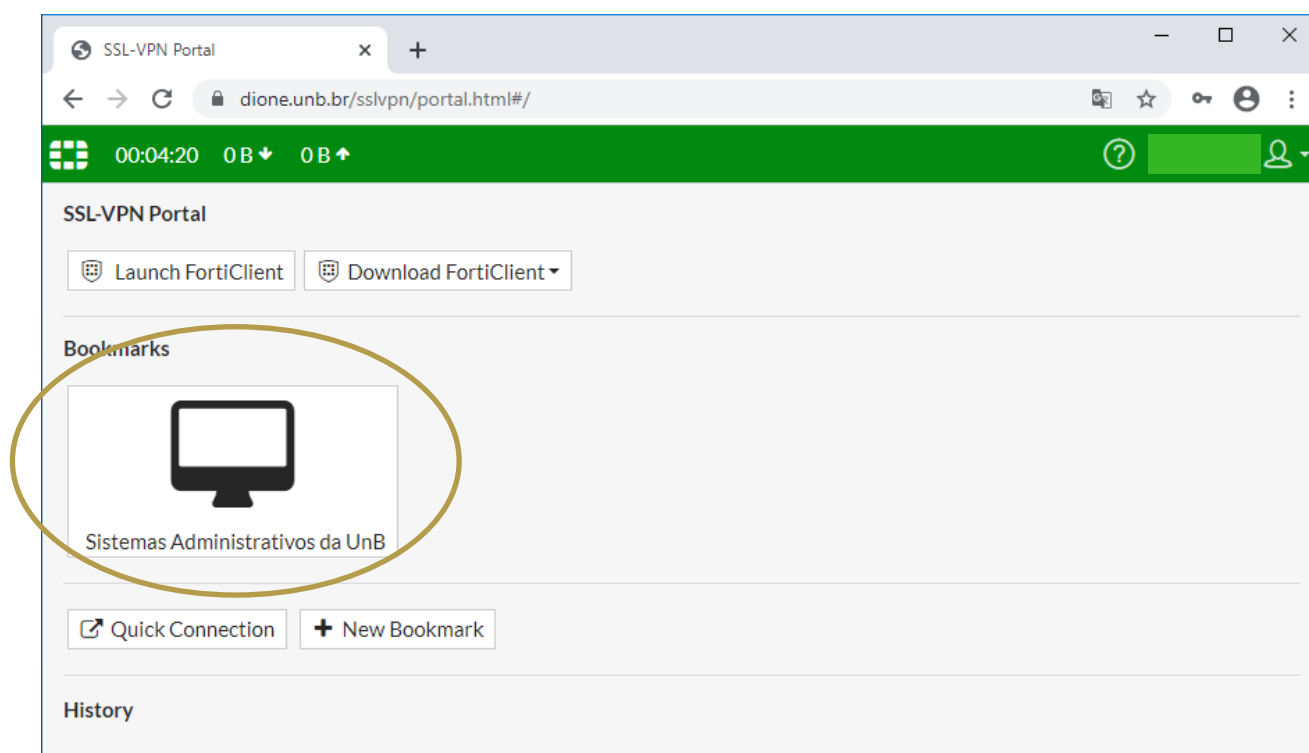 SSL-VPN Portal
dione.unb.br/sslvpn/portal.html#/
00:04:20 0 B 0 B
SSL-VPN Portal
Launch FortiClient Download FortiClient
Bookmarks
Sistemas Administrativos da UnB
Quick Connection New Bookmark
History